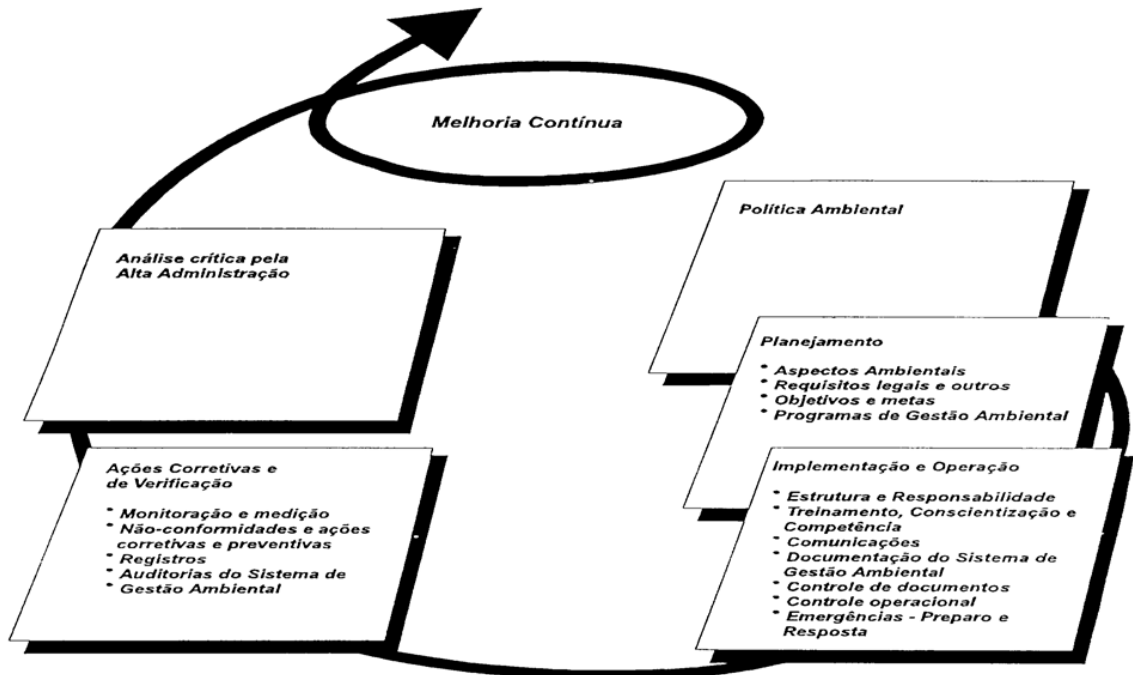 Melhoria Contínua
Política Ambiental
Análise crítica pela
Alta Administração
Planejamento
* Aspectos Ambientais
* Requisitos legais e outros
* Objetivos e metas
* Programas de Gestão Ambiental
Ações Corretivas e
de Verificação
* Monitoração e medição
* Não-conformidades e ações
corretivas e preventivas
* Registros
* Auditorias do Sistema de
Gestão Ambiental
Implementação e Operação
* Estrutura e Responsabilidade
* Treinamento, Conscientização e
Competência
* Comunicações
* Documentação do Sistema de
Gestão Ambiental
* Controle de documentos
* Controle operacional
* Emergências - Preparo e
Resposta